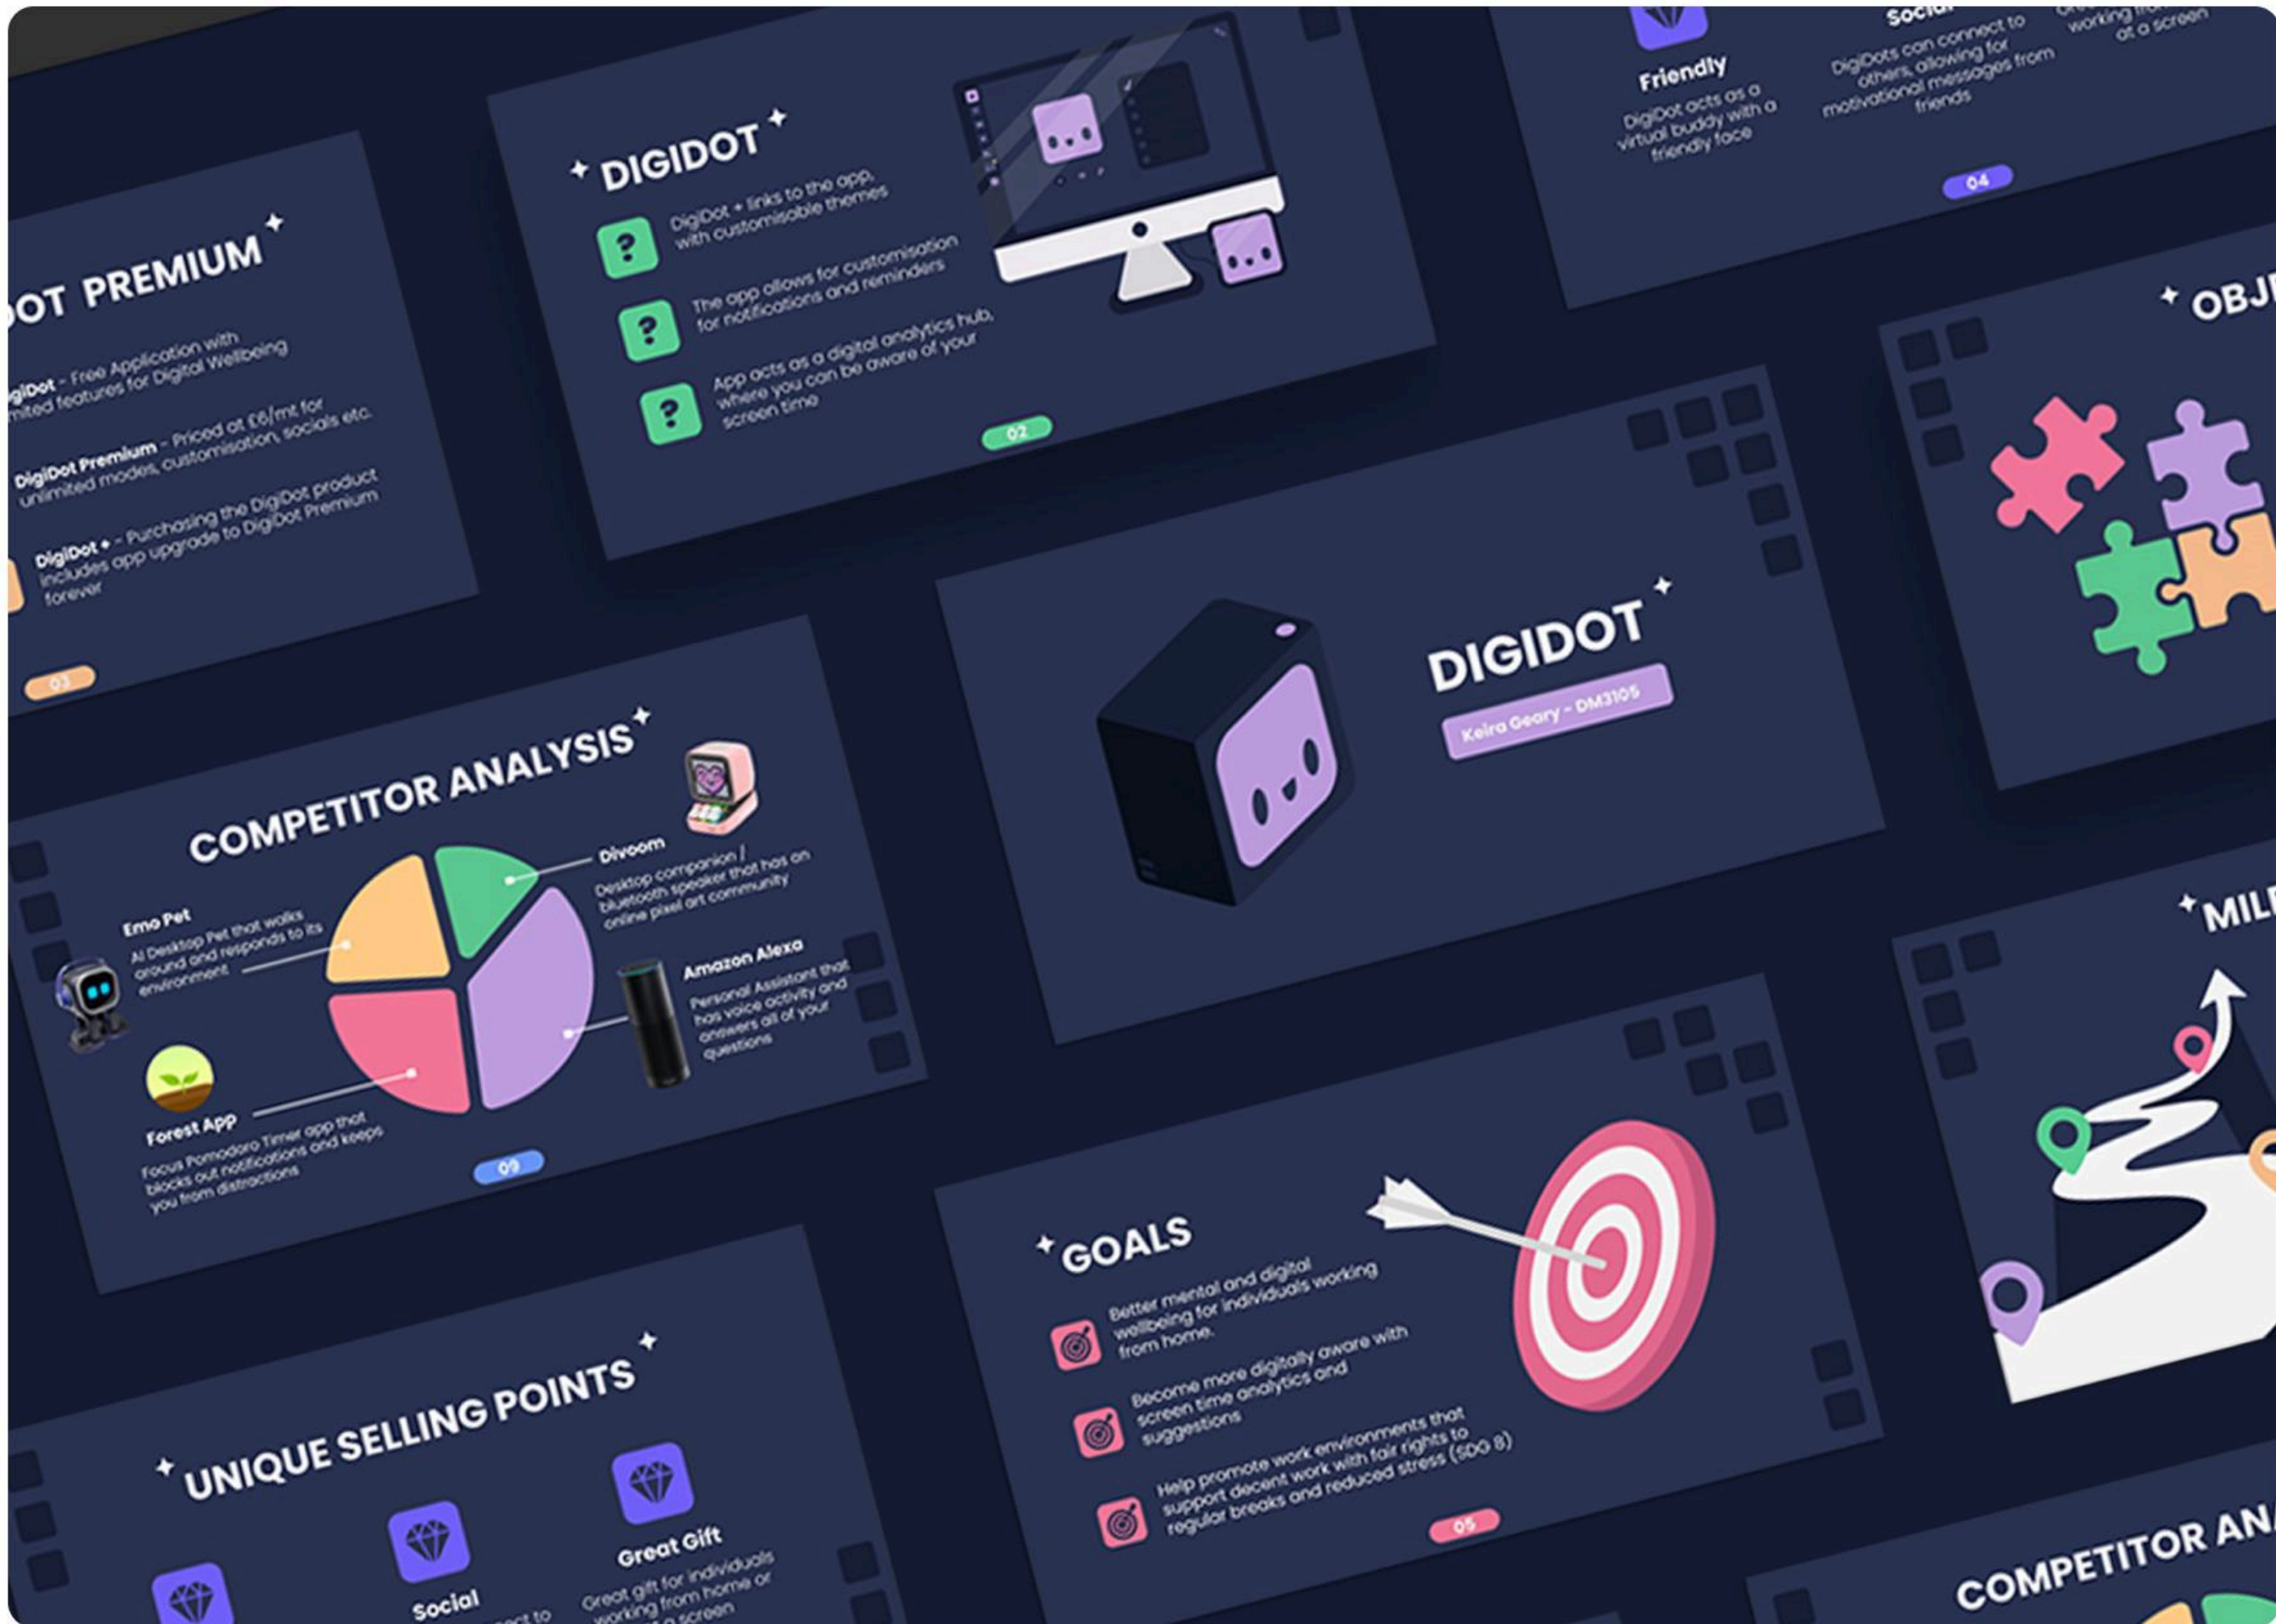 DOT PREMIUM
DigiDot - Free Application with
limited features for Digital Wellbeing
DigiDot Premium - Priced at £6/mt for
unlimited modes, customisation, socials etc.
DigiDot + - Purchasing the DigiDot product
includes app upgrade to DigiDot Premium
forever
03
DIGIDOT
DigiDot + links to the app,
with customisable themes
The app allows for customisation
for notifications and reminders
App acts as a digital analytics hub,
where you can be aware of your
screen time
02
Friendly
DigiDot acts as a
virtual buddy with a
friendly face
Social
DigiDots can connect to
others, allowing for
motivational messages from
friends
working from
at a screen
04
OBJE
COMPETITOR ANALYSIS
Emo Pet
AI Desktop Pet that walks
around and responds to its
environment
Divoom
Desktop companion /
bluetooth speaker that has an
online pixel art community
Amazon Alexa
Personal Assistant that
has voice activity and
answers all of your
questions
Forest App
Focus Pomodoro Timer app that
blocks out notifications and keeps
you from distractions
09
DIGIDOT
Keira Geary - DM3105
MILE
GOALS
Better mental and digital
wellbeing for individuals working
from home.
Become more digitally aware with
screen time analytics and
suggestions
Help promote work environments that
support decent work with fair rights to
regular breaks and reduced stress (SDG 8)
05
UNIQUE SELLING POINTS
Social
Great Gift
Great gift for individuals
working from home or
screen
COMPETITOR ANA